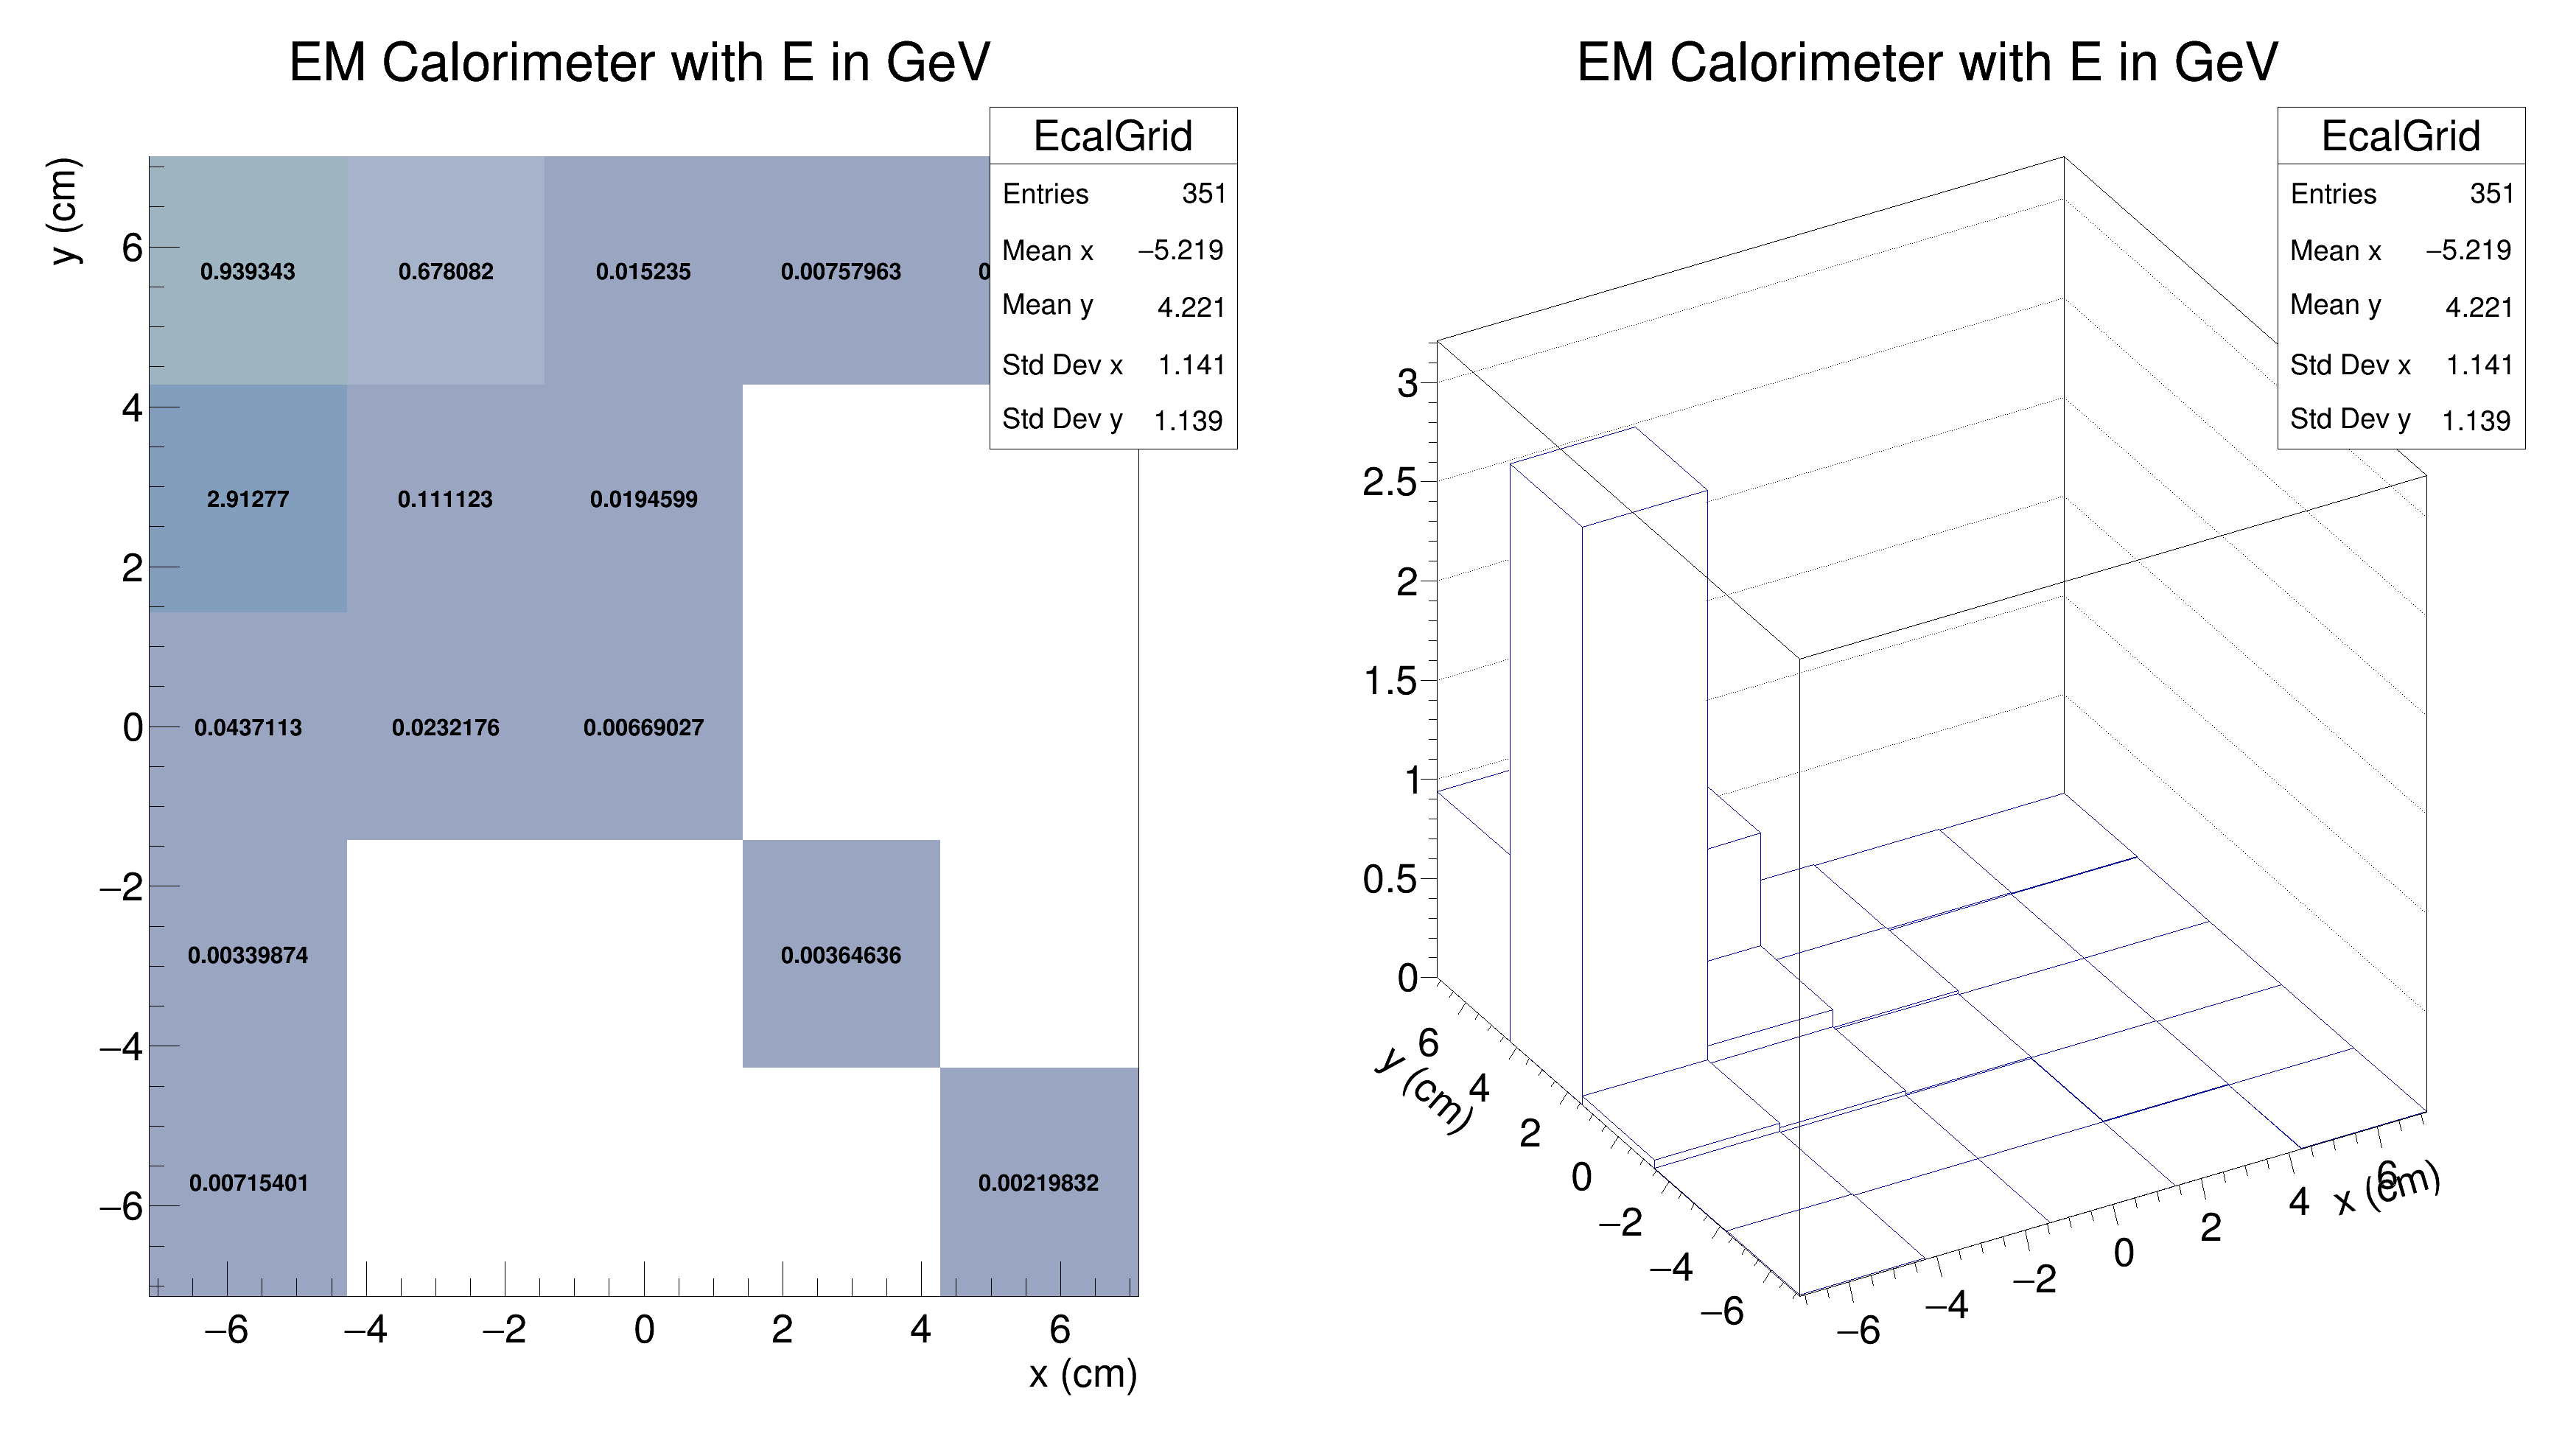 EM Calorimeter with E in GeV
EcalGrid
Entries 351
Mean x −5.219
Mean y 4.221
Std Dev x 1.141
Std Dev y 1.139
y (cm)
6
4
2
0
−2
−4
−6
0.939343 0.678082 0.015235 0.00757963
2.91277 0.111123 0.0194599
0.0437113 0.0232176 0.00669027
0.00339874 0.00364636
0.00715401 0.00219832
−6 −4 −2 0 2 4 6
x (cm)
EM Calorimeter with E in GeV
EcalGrid
Entries 351
Mean x −5.219
Mean y 4.221
Std Dev x 1.141
Std Dev y 1.139
3
2.5
2
1.5
1
0.5
0
6
4
2
0
−2
−4
−6
y (cm)
−6
−4
−2
0
2
4
6
x (cm)